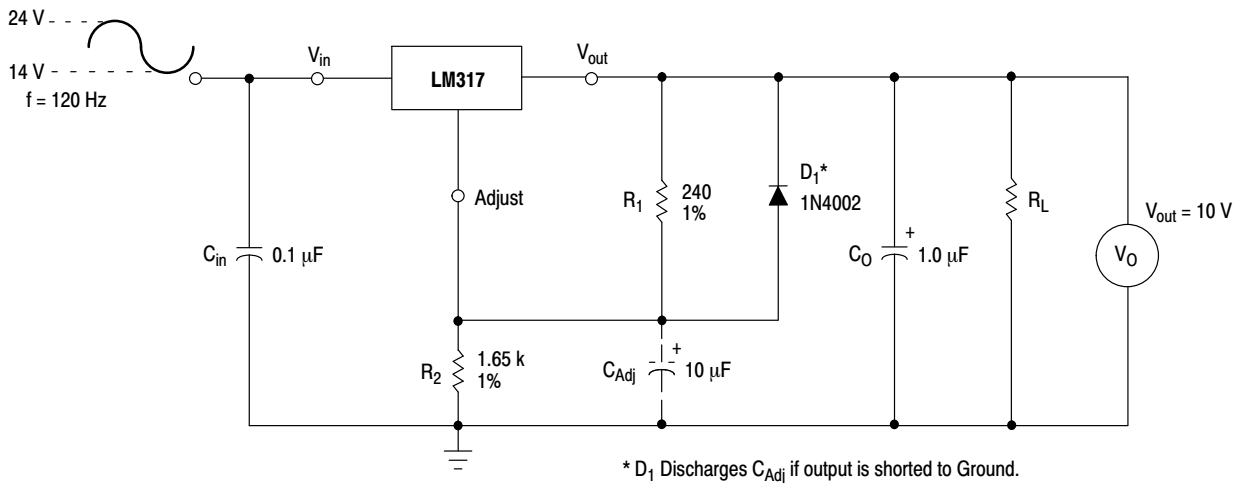 24 V
14 V
f = 120 Hz
V_in
LM317
V_out
Adjust
C_in
0.1 μF
R_1
240
1%
D_1*
1N4002
C_O
+
1.0 μF
R_L
V_out = 10 V
V_O
R_2
1.65 k
1%
C_Adj
+
10 μF
* D_1 Discharges C_Adj if output is shorted to Ground.